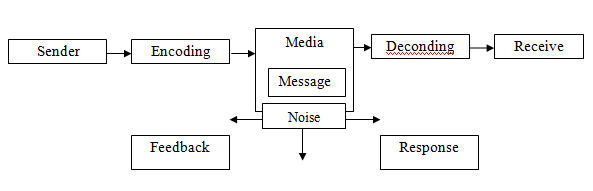 Sender
Encoding
Media
Message
Deconding
Receive
Noise
Feedback
Response